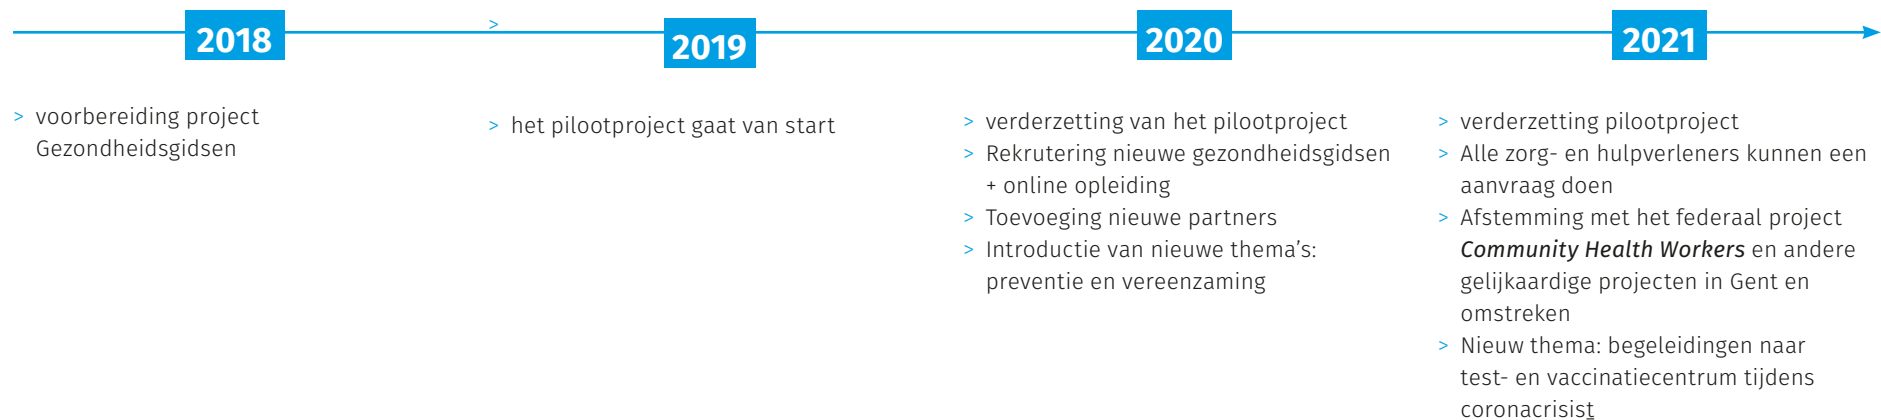 2018
>
2019
2020
2021
> voorbereiding project
Gezondheidsgidsen
> het pilootproject gaat van start
> verderzetting van het pilootproject
> Rekrutering nieuwe gezondheidsgidsen
+ online opleiding
> Toevoeging nieuwe partners
> Introductie van nieuwe thema’s:
preventie en vereenzaming
> verderzetting pilootproject
> Alle zorg- en hulpverleners kunnen een
aanvraag doen
> Afstemming met het federaal project
Community Health Workers en andere
gelijkaardige projecten in Gent en
omstreken
> Nieuw thema: begeleidingen naar
test- en vaccinatiecentrum tijdens
coronacrisist